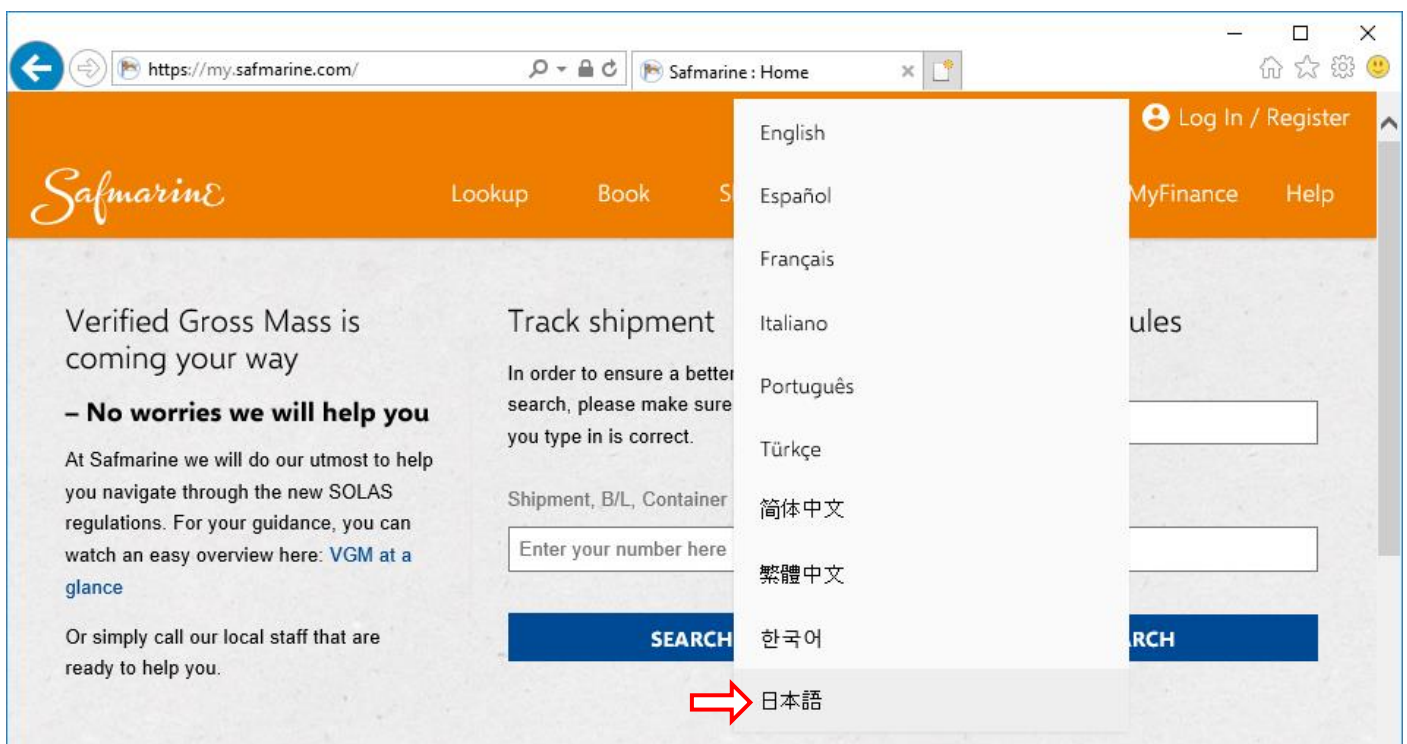 https://my.safmarine.com/
Safmarine : Home
Log In / Register
Safmarine
Lookup
Book
MyFinance
Help
English
Español
Français
Italiano
Português
Türkçe
简体中文
繁體中文
한국어
日本語
Verified Gross Mass is
coming your way
– No worries we will help you
At Safmarine we will do our utmost to help
you navigate through the new SOLAS
regulations. For your guidance, you can
watch an easy overview here: VGM at a
glance
Or simply call our local staff that are
ready to help you.
Track shipment
In order to ensure a better
search, please make sure
you type in is correct.
Shipment, B/L, Container
Enter your number here
SEARCH